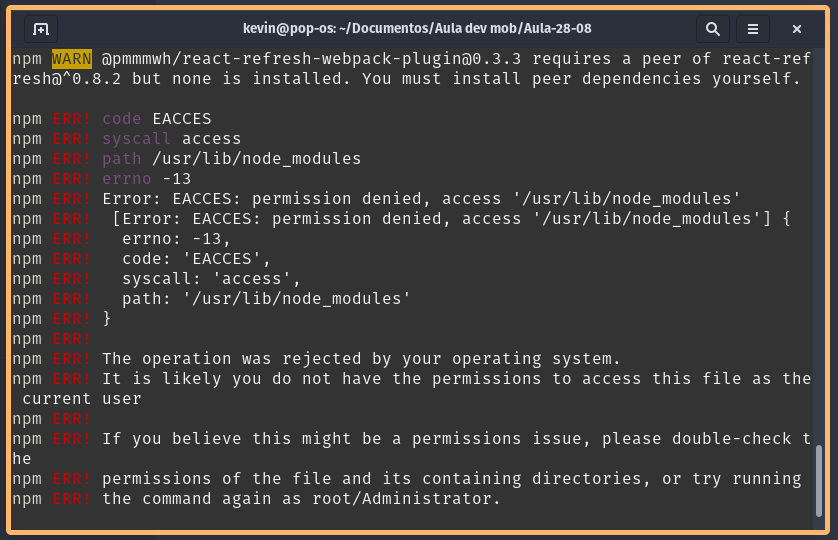 kevin@pop-os: ~/Documentos/Aula dev mob/Aula-28-08
npm WARN @pmmmwh/react-refresh-webpack-plugin@0.3.3 requires a peer of react-ref
resh@^0.8.2 but none is installed. You must install peer dependencies yourself.
npm ERR! code EACCES
npm ERR! syscall access
npm ERR! path /usr/lib/node_modules
npm ERR! errno -13
npm ERR! Error: EACCES: permission denied, access '/usr/lib/node_modules'
npm ERR!  [Error: EACCES: permission denied, access '/usr/lib/node_modules'] {
npm ERR!   errno: -13,
npm ERR!   code: 'EACCES',
npm ERR!   syscall: 'access',
npm ERR!   path: '/usr/lib/node_modules'
npm ERR! }
npm ERR!
npm ERR! The operation was rejected by your operating system.
npm ERR! It is likely you do not have the permissions to access this file as the
 current user
npm ERR!
npm ERR! If you believe this might be a permissions issue, please double-check t
he
npm ERR! permissions of the file and its containing directories, or try running
npm ERR! the command again as root/Administrator.